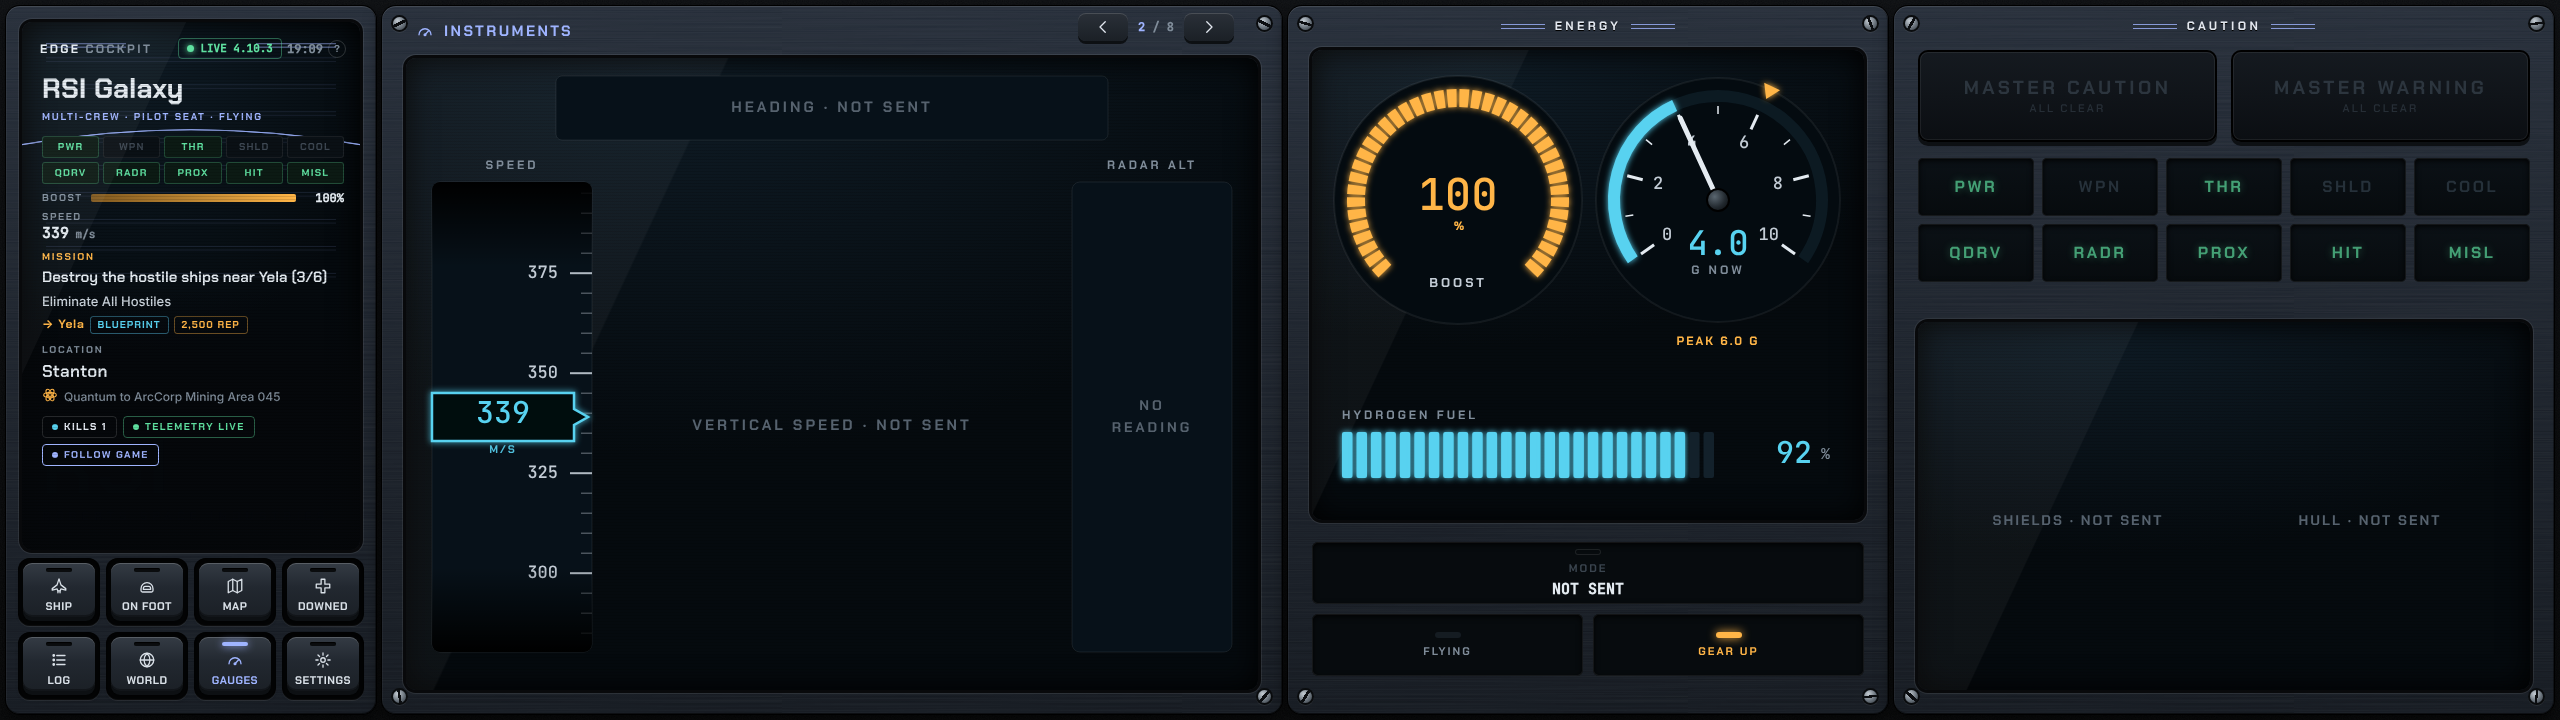 EDGE COCKPIT
LIVE 4.10.3
19:09
?
RSI Galaxy
MULTI-CREW · PILOT SEAT · FLYING
PWR WPN THR SHLD COOL
QDRV RADR PROX HIT MISL
BOOST 100%
SPEED
339 m/s
MISSION
Destroy the hostile ships near Yela (3/6)
Eliminate All Hostiles
→ Yela BLUEPRINT 2,500 REP
LOCATION
Stanton
Quantum to ArcCorp Mining Area 045
KILLS 1 TELEMETRY LIVE
FOLLOW GAME
SHIP ON FOOT MAP DOWNED
LOG WORLD GAUGES SETTINGS
INSTRUMENTS
2 / 8
HEADING · NOT SENT
SPEED
375
350
339
M/S
325
300
VERTICAL SPEED · NOT SENT
RADAR ALT
NO
READING
ENERGY
100
%
BOOST
0 2 4 6 8 10
4.0
G NOW
PEAK 6.0 G
HYDROGEN FUEL
92 %
MODE
NOT SENT
FLYING
GEAR UP
CAUTION
MASTER CAUTION
ALL CLEAR
MASTER WARNING
ALL CLEAR
PWR WPN THR SHLD COOL
QDRV RADR PROX HIT MISL
SHIELDS · NOT SENT
HULL · NOT SENT